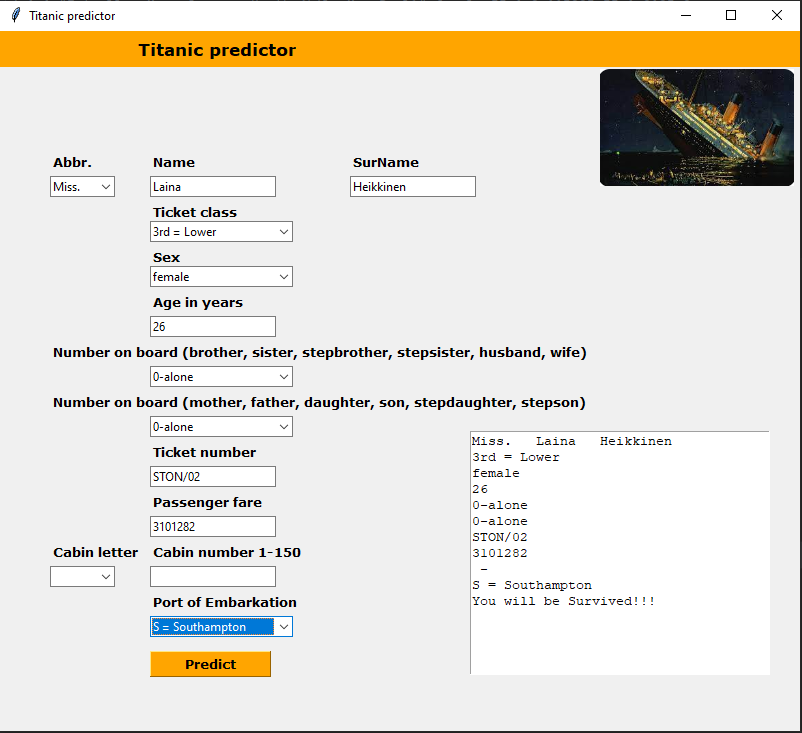 Titanic predictor
Titanic predictor
Abbr. Name SurName
Miss. Laina Heikkinen
Ticket class
3rd = Lower
Sex
female
Age in years
26
Number on board (brother, sister, stepbrother, stepsister, husband, wife)
0-alone
Number on board (mother, father, daughter, son, stepdaughter, stepson)
0-alone
Ticket number
STON/02
Passenger fare
3101282
Cabin letter Cabin number 1-150
Port of Embarkation
S = Southampton
Predict
Miss. Laina Heikkinen
3rd = Lower
female
26
0-alone
0-alone
STON/02
3101282
-
S = Southampton
You will be Survived!!!